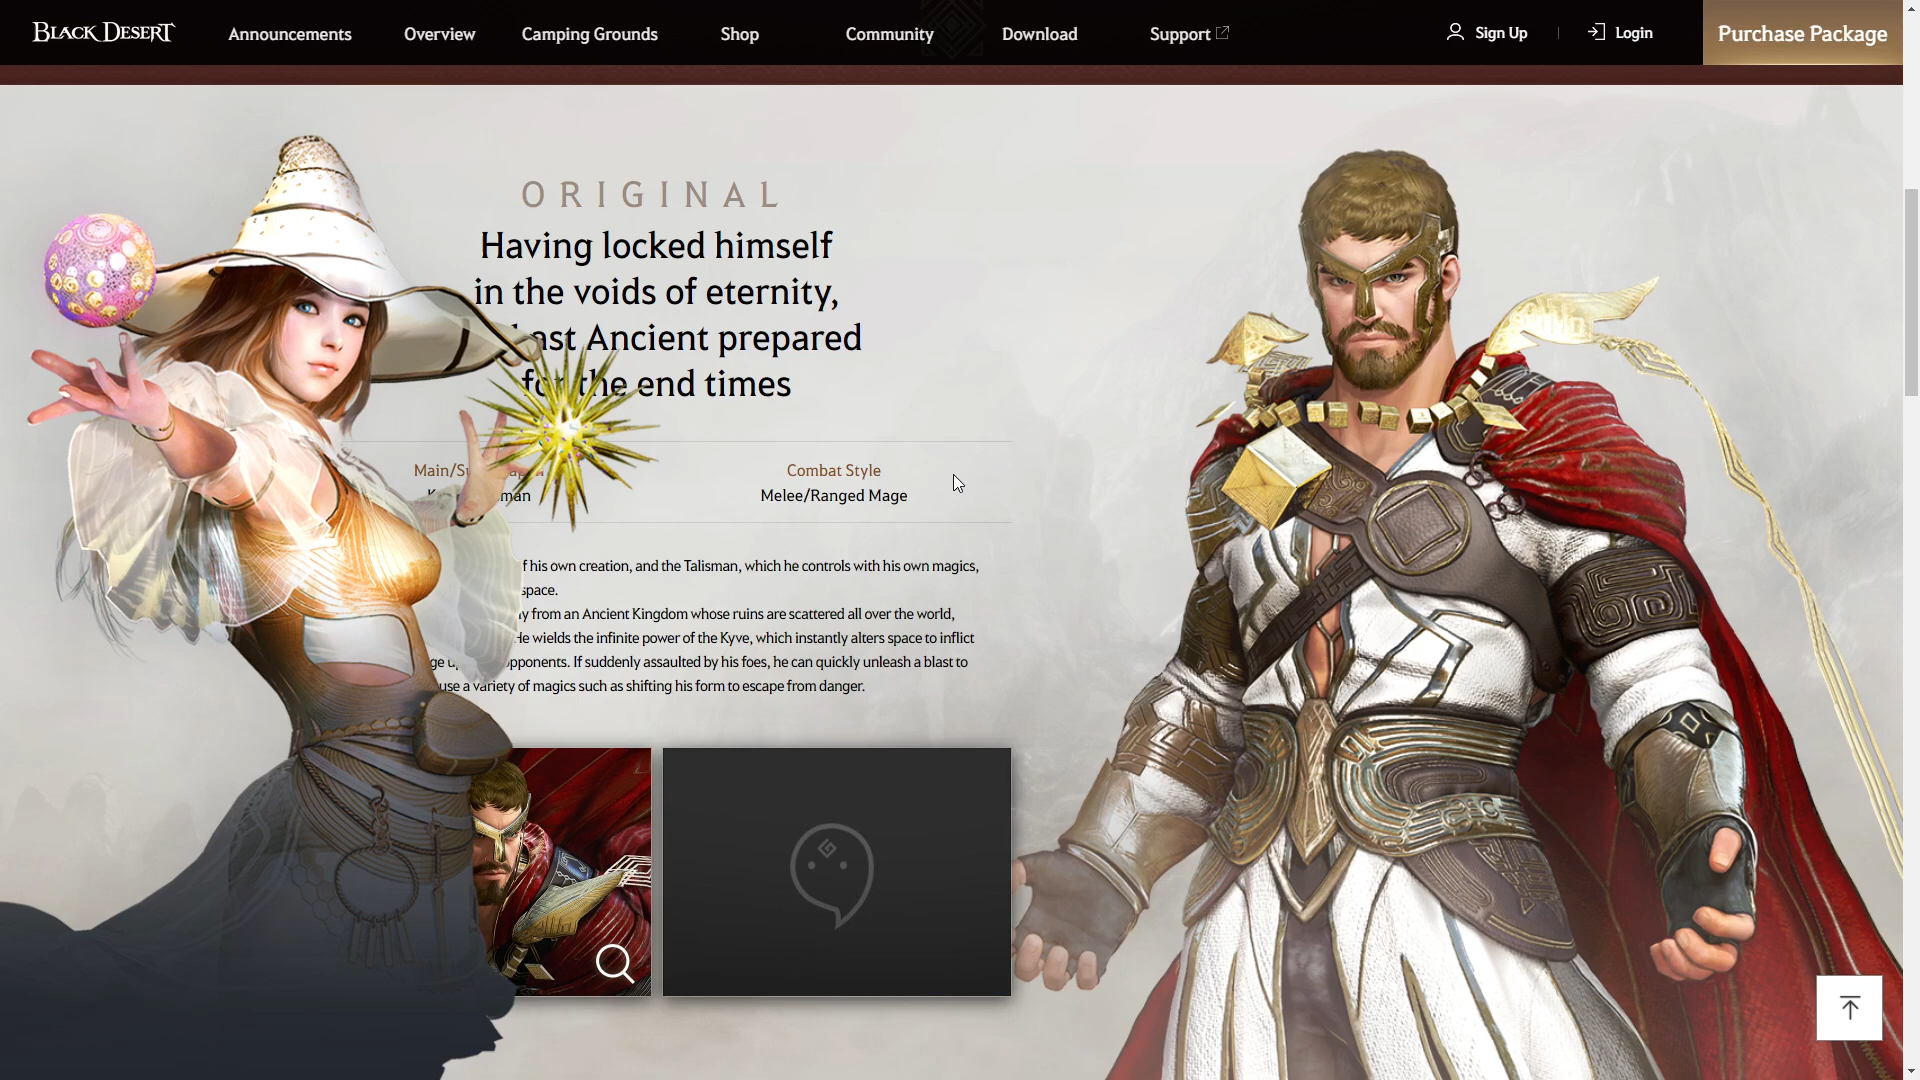 BLACK DESERT
Announcements
Overview
Camping Grounds
Shop
Community
Download
Support
Sign Up
Login
Purchase Package
ORIGINAL
Having locked himself
in the voids of eternity,
Ancient prepared
for the end times
Combat Style
Melee/Ranged Mage
his own creation, and the Talisman, which he controls with his own magics,
space.
from an Ancient Kingdom whose ruins are scattered all over the world,
He wields the infinite power of the Kyve, which instantly alters space to inflict
opponents. If suddenly assaulted by his foes, he can quickly unleash a blast to
use a variety of magics such as shifting his form to escape from danger.